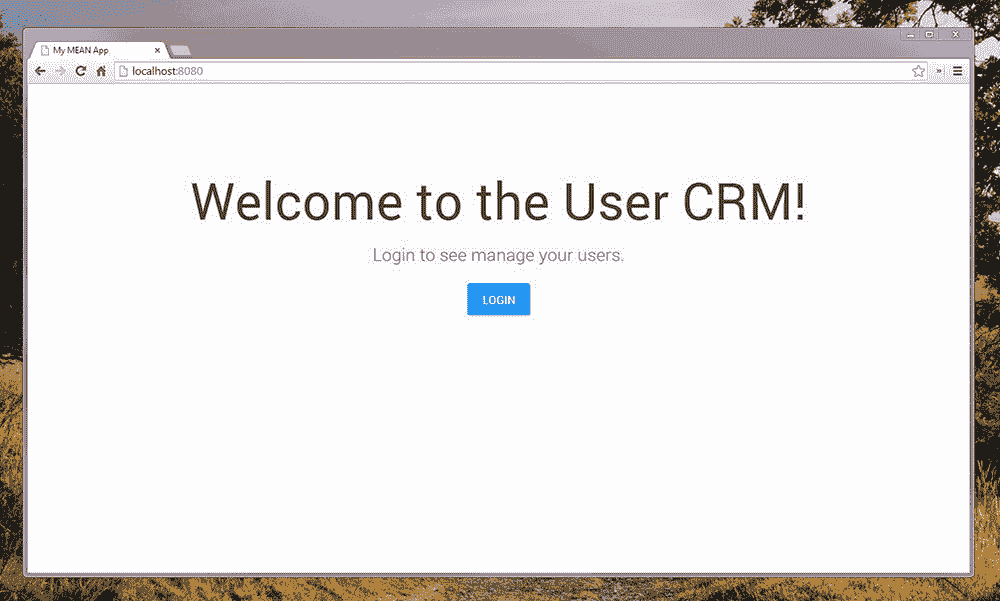 My MEAN App
localhost:8080
Welcome to the User CRM!
Login to see manage your users.
LOGIN